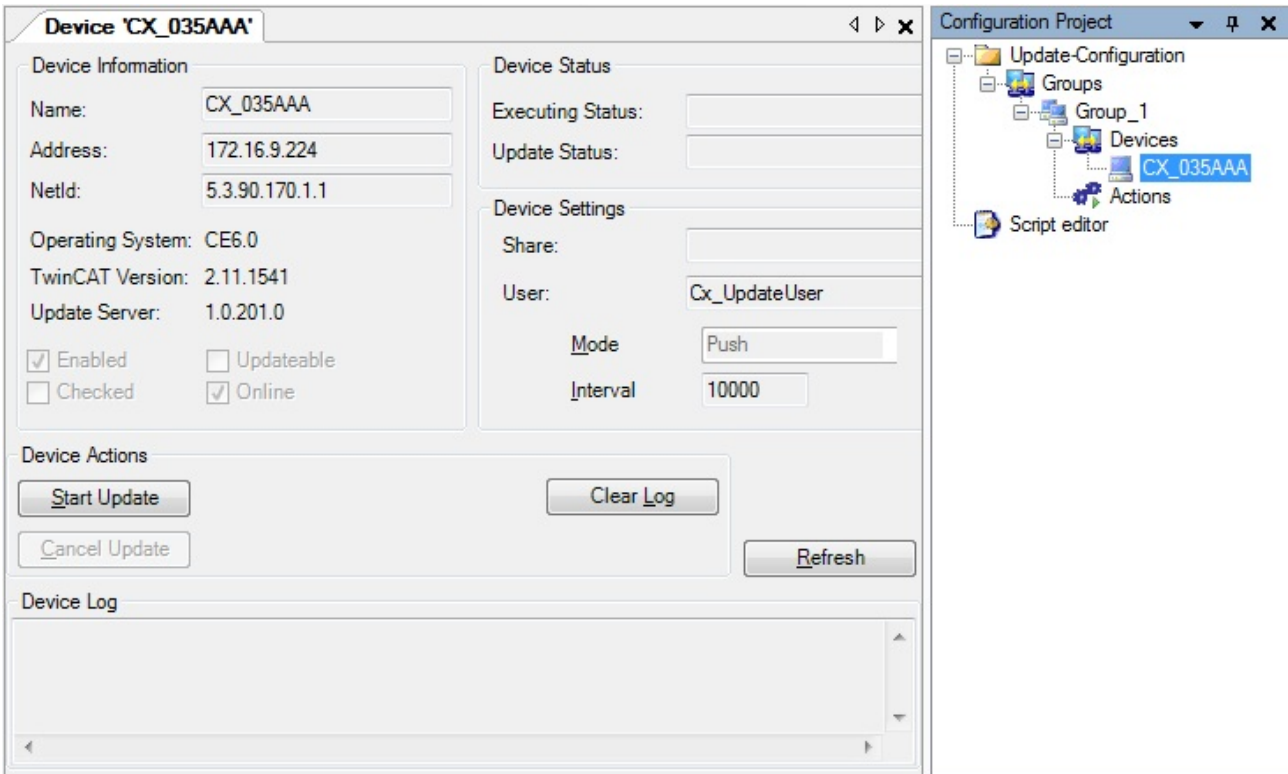 Device 'CX_035AAA'
Device Information
Name: CX_035AAA
Address: 172.16.9.224
NetId: 5.3.90.170.1.1
Operating System: CE6.0
TwinCAT Version: 2.11.1541
Update Server: 1.0.201.0
Enabled Updateable
Checked Online
Device Status
Executing Status:
Update Status:
Device Settings
Share:
User: Cx_UpdateUser
Mode Push
Interval 10000
Device Actions
Start Update Clear Log
Cancel Update
Refresh
Device Log
Configuration Project
Update-Configuration
Groups
Group_1
Devices
CX_035AAA
Actions
Script editor